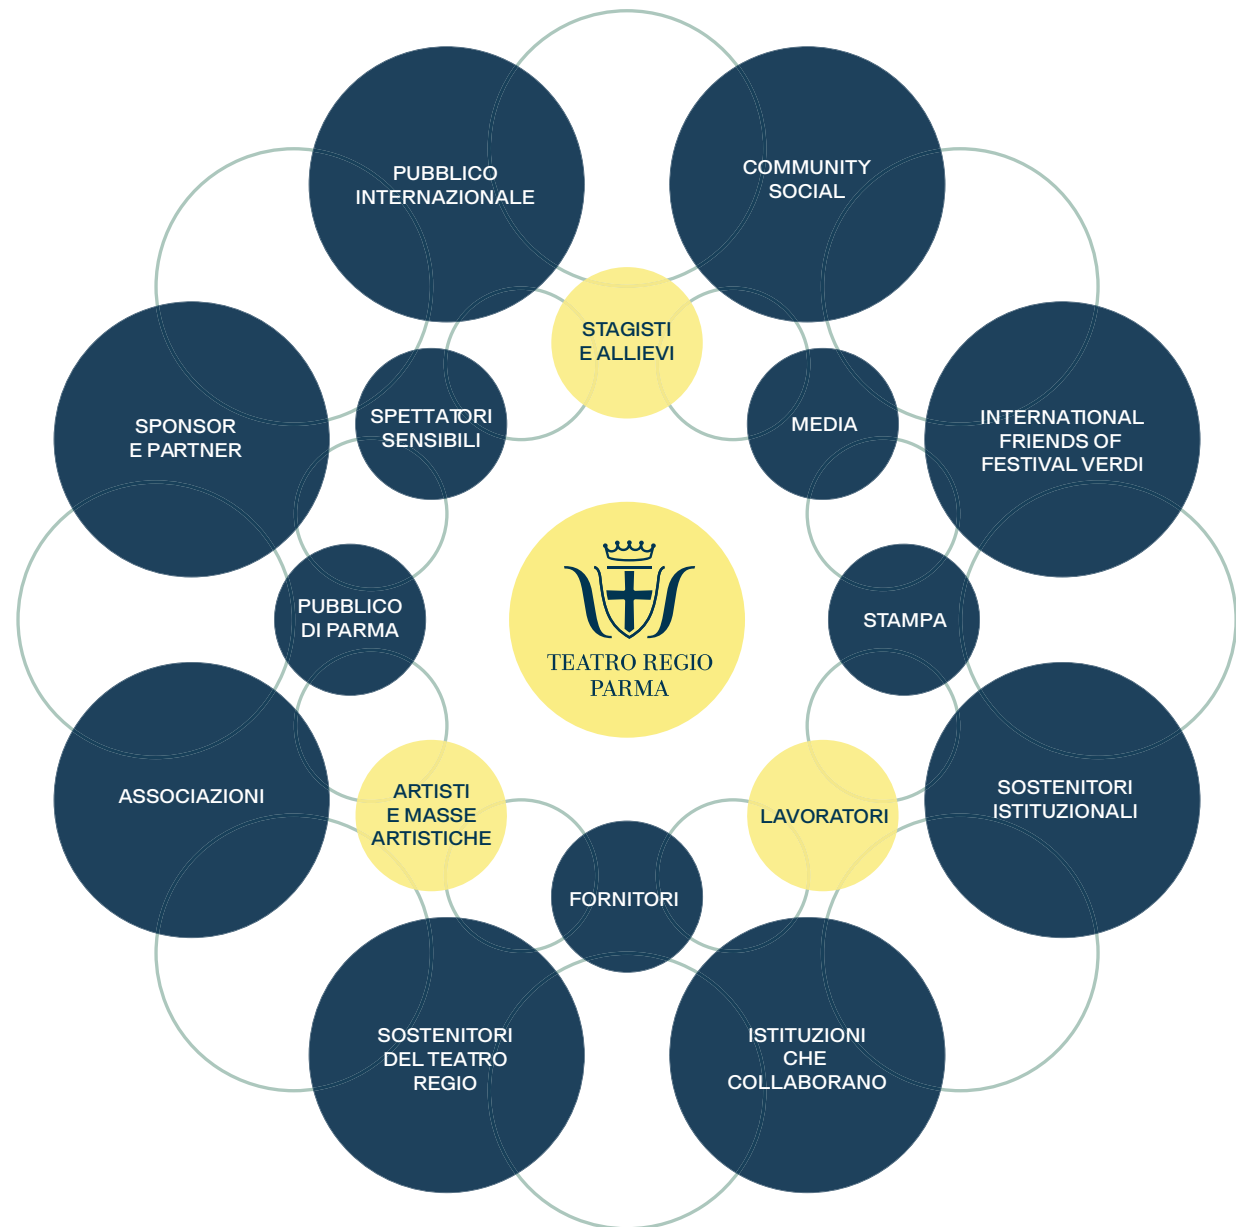 PUBBLICO
INTERNAZIONALE
COMMUNITY
SOCIAL
STAGISTI
E ALLIEVI
SPETTATORI
SENSIBILI
MEDIA
SPONSOR
E PARTNER
INTERNATIONAL
FRIENDS OF
FESTIVAL VERDI
PUBBLICO
DI PARMA
TEATRO REGIO
PARMA
STAMPA
ASSOCIAZIONI
ARTISTI
E MASSE
ARTISTICHE
LAVORATORI
SOSTENITORI
ISTITUZIONALI
FORNITORI
SOSTENITORI
DEL TEATRO
REGIO
ISTITUZIONI
CHE
COLLABORANO